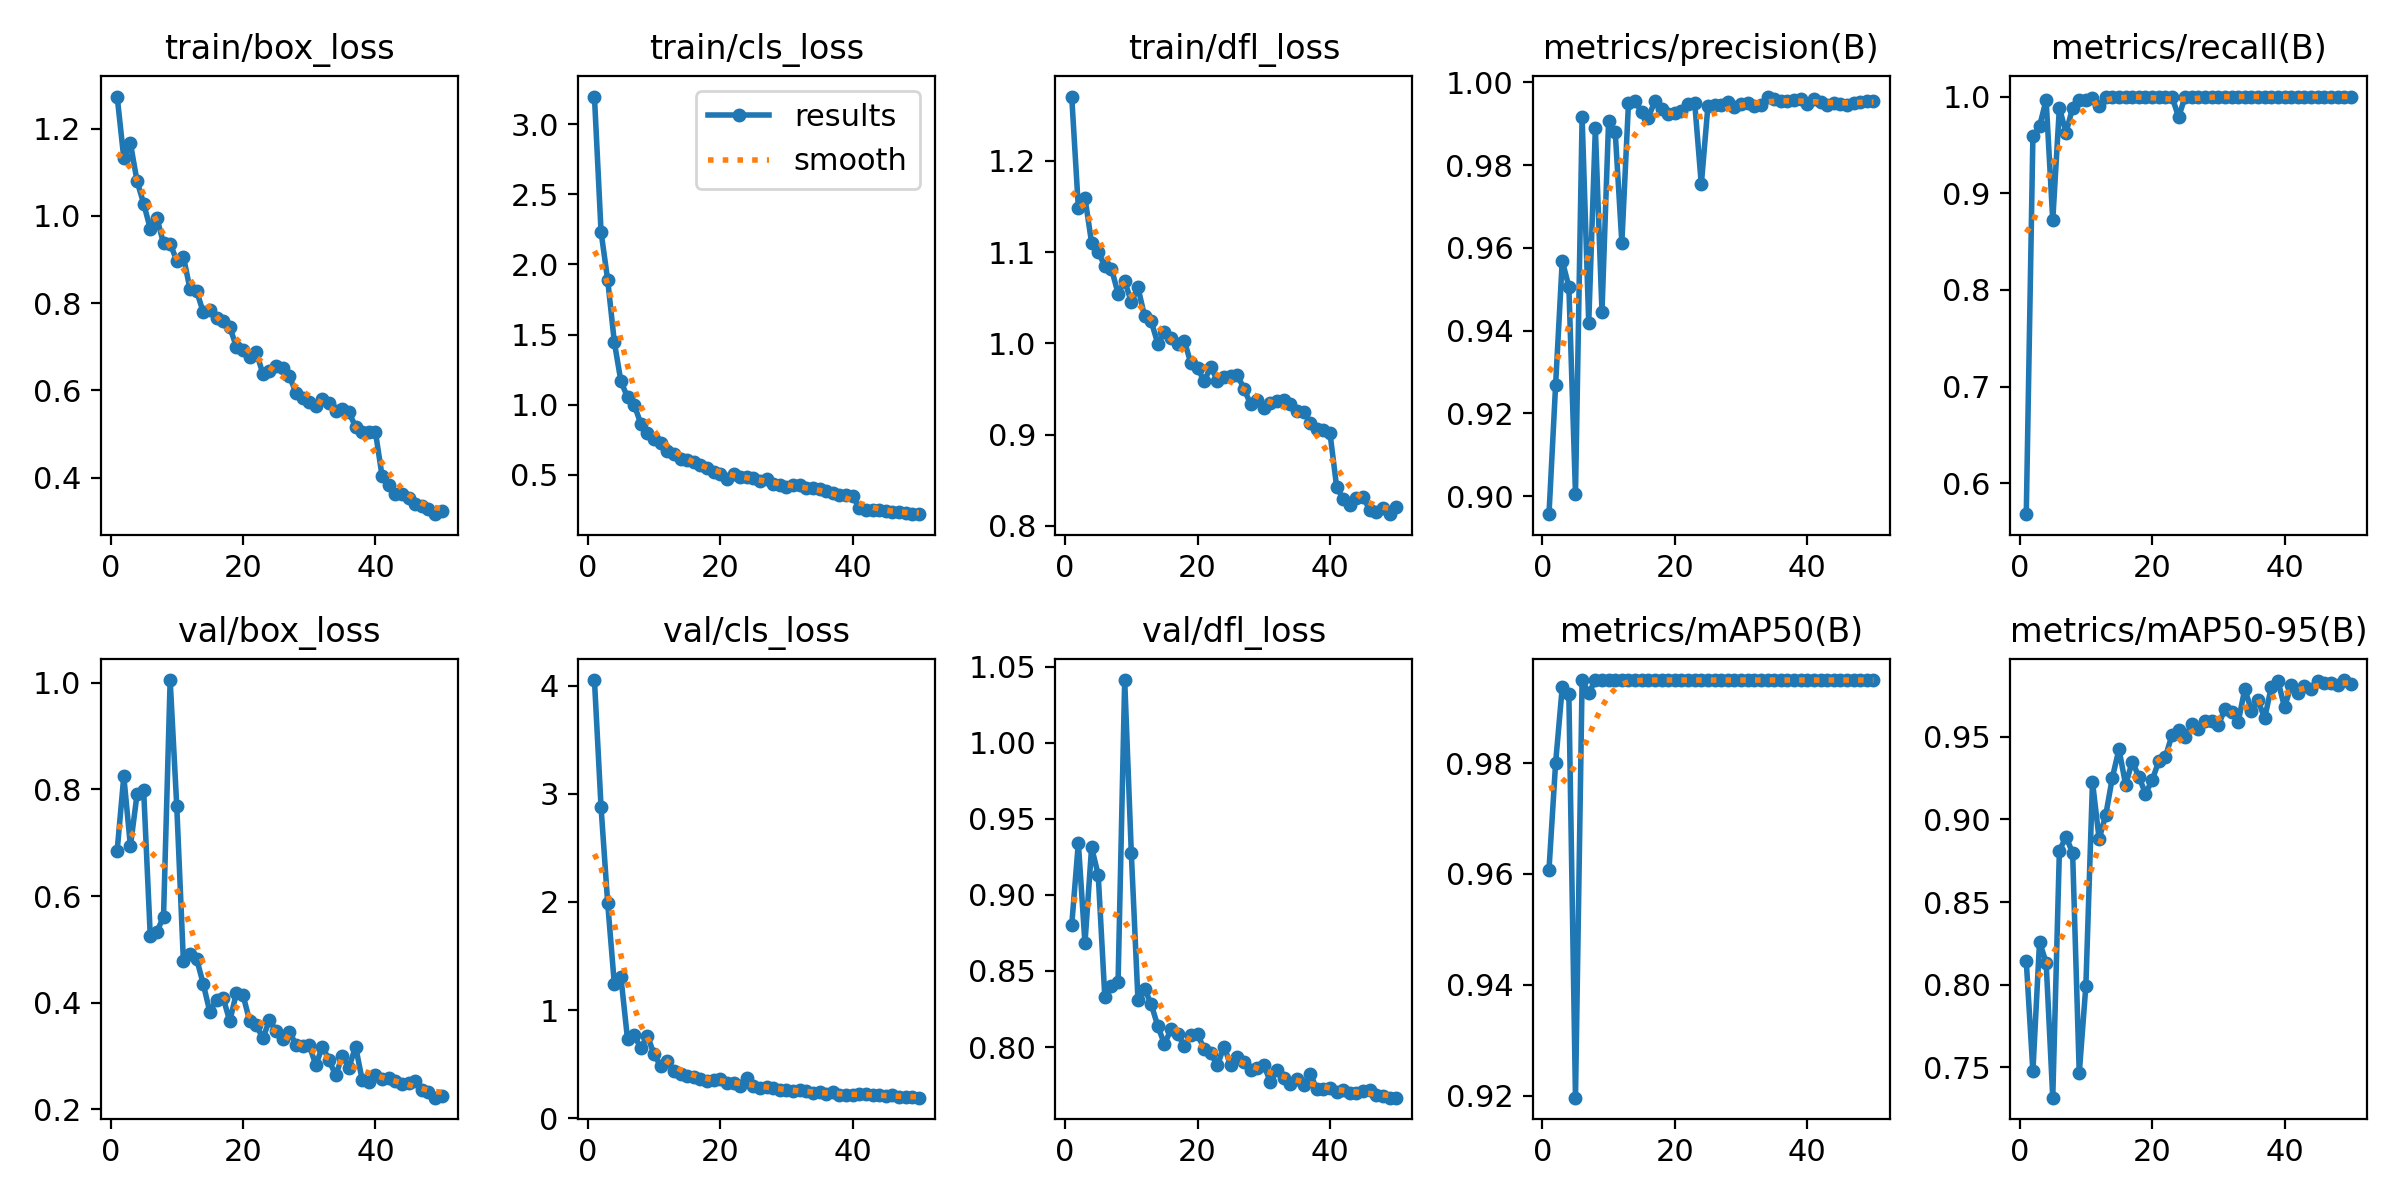 train/box_loss
1.2
1.0
0.8
0.6
0.4
0 20 40
train/cls_loss
results
smooth
3.0
2.5
2.0
1.5
1.0
0.5
0 20 40
train/dfl_loss
1.2
1.1
1.0
0.9
0.8
0 20 40
metrics/precision(B)
1.00
0.98
0.96
0.94
0.92
0.90
0 20 40
metrics/recall(B)
1.0
0.9
0.8
0.7
0.6
0 20 40
val/box_loss
1.0
0.8
0.6
0.4
0.2
0 20 40
val/cls_loss
4
3
2
1
0
0 20 40
val/dfl_loss
1.05
1.00
0.95
0.90
0.85
0.80
0 20 40
metrics/mAP50(B)
0.98
0.96
0.94
0.92
0 20 40
metrics/mAP50-95(B)
0.95
0.90
0.85
0.80
0.75
0 20 40